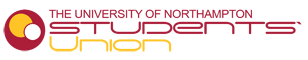 THE UNIVERSITY OF NORTHAMPTON
STUDENTS'
UNION